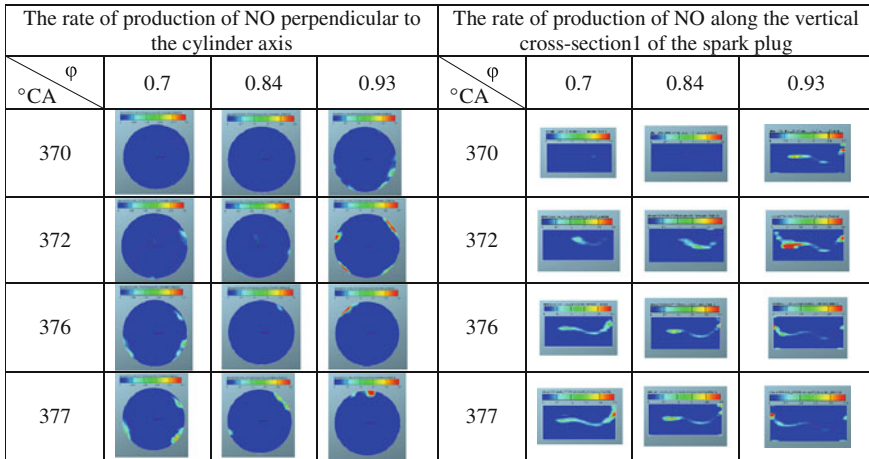 The rate of production of NO perpendicular to
the cylinder axis
The rate of production of NO along the vertical
cross-section1 of the spark plug
φ
°CA
0.7
0.84
0.93
φ
°CA
0.7
0.84
0.93
370
370
372
372
376
376
377
377